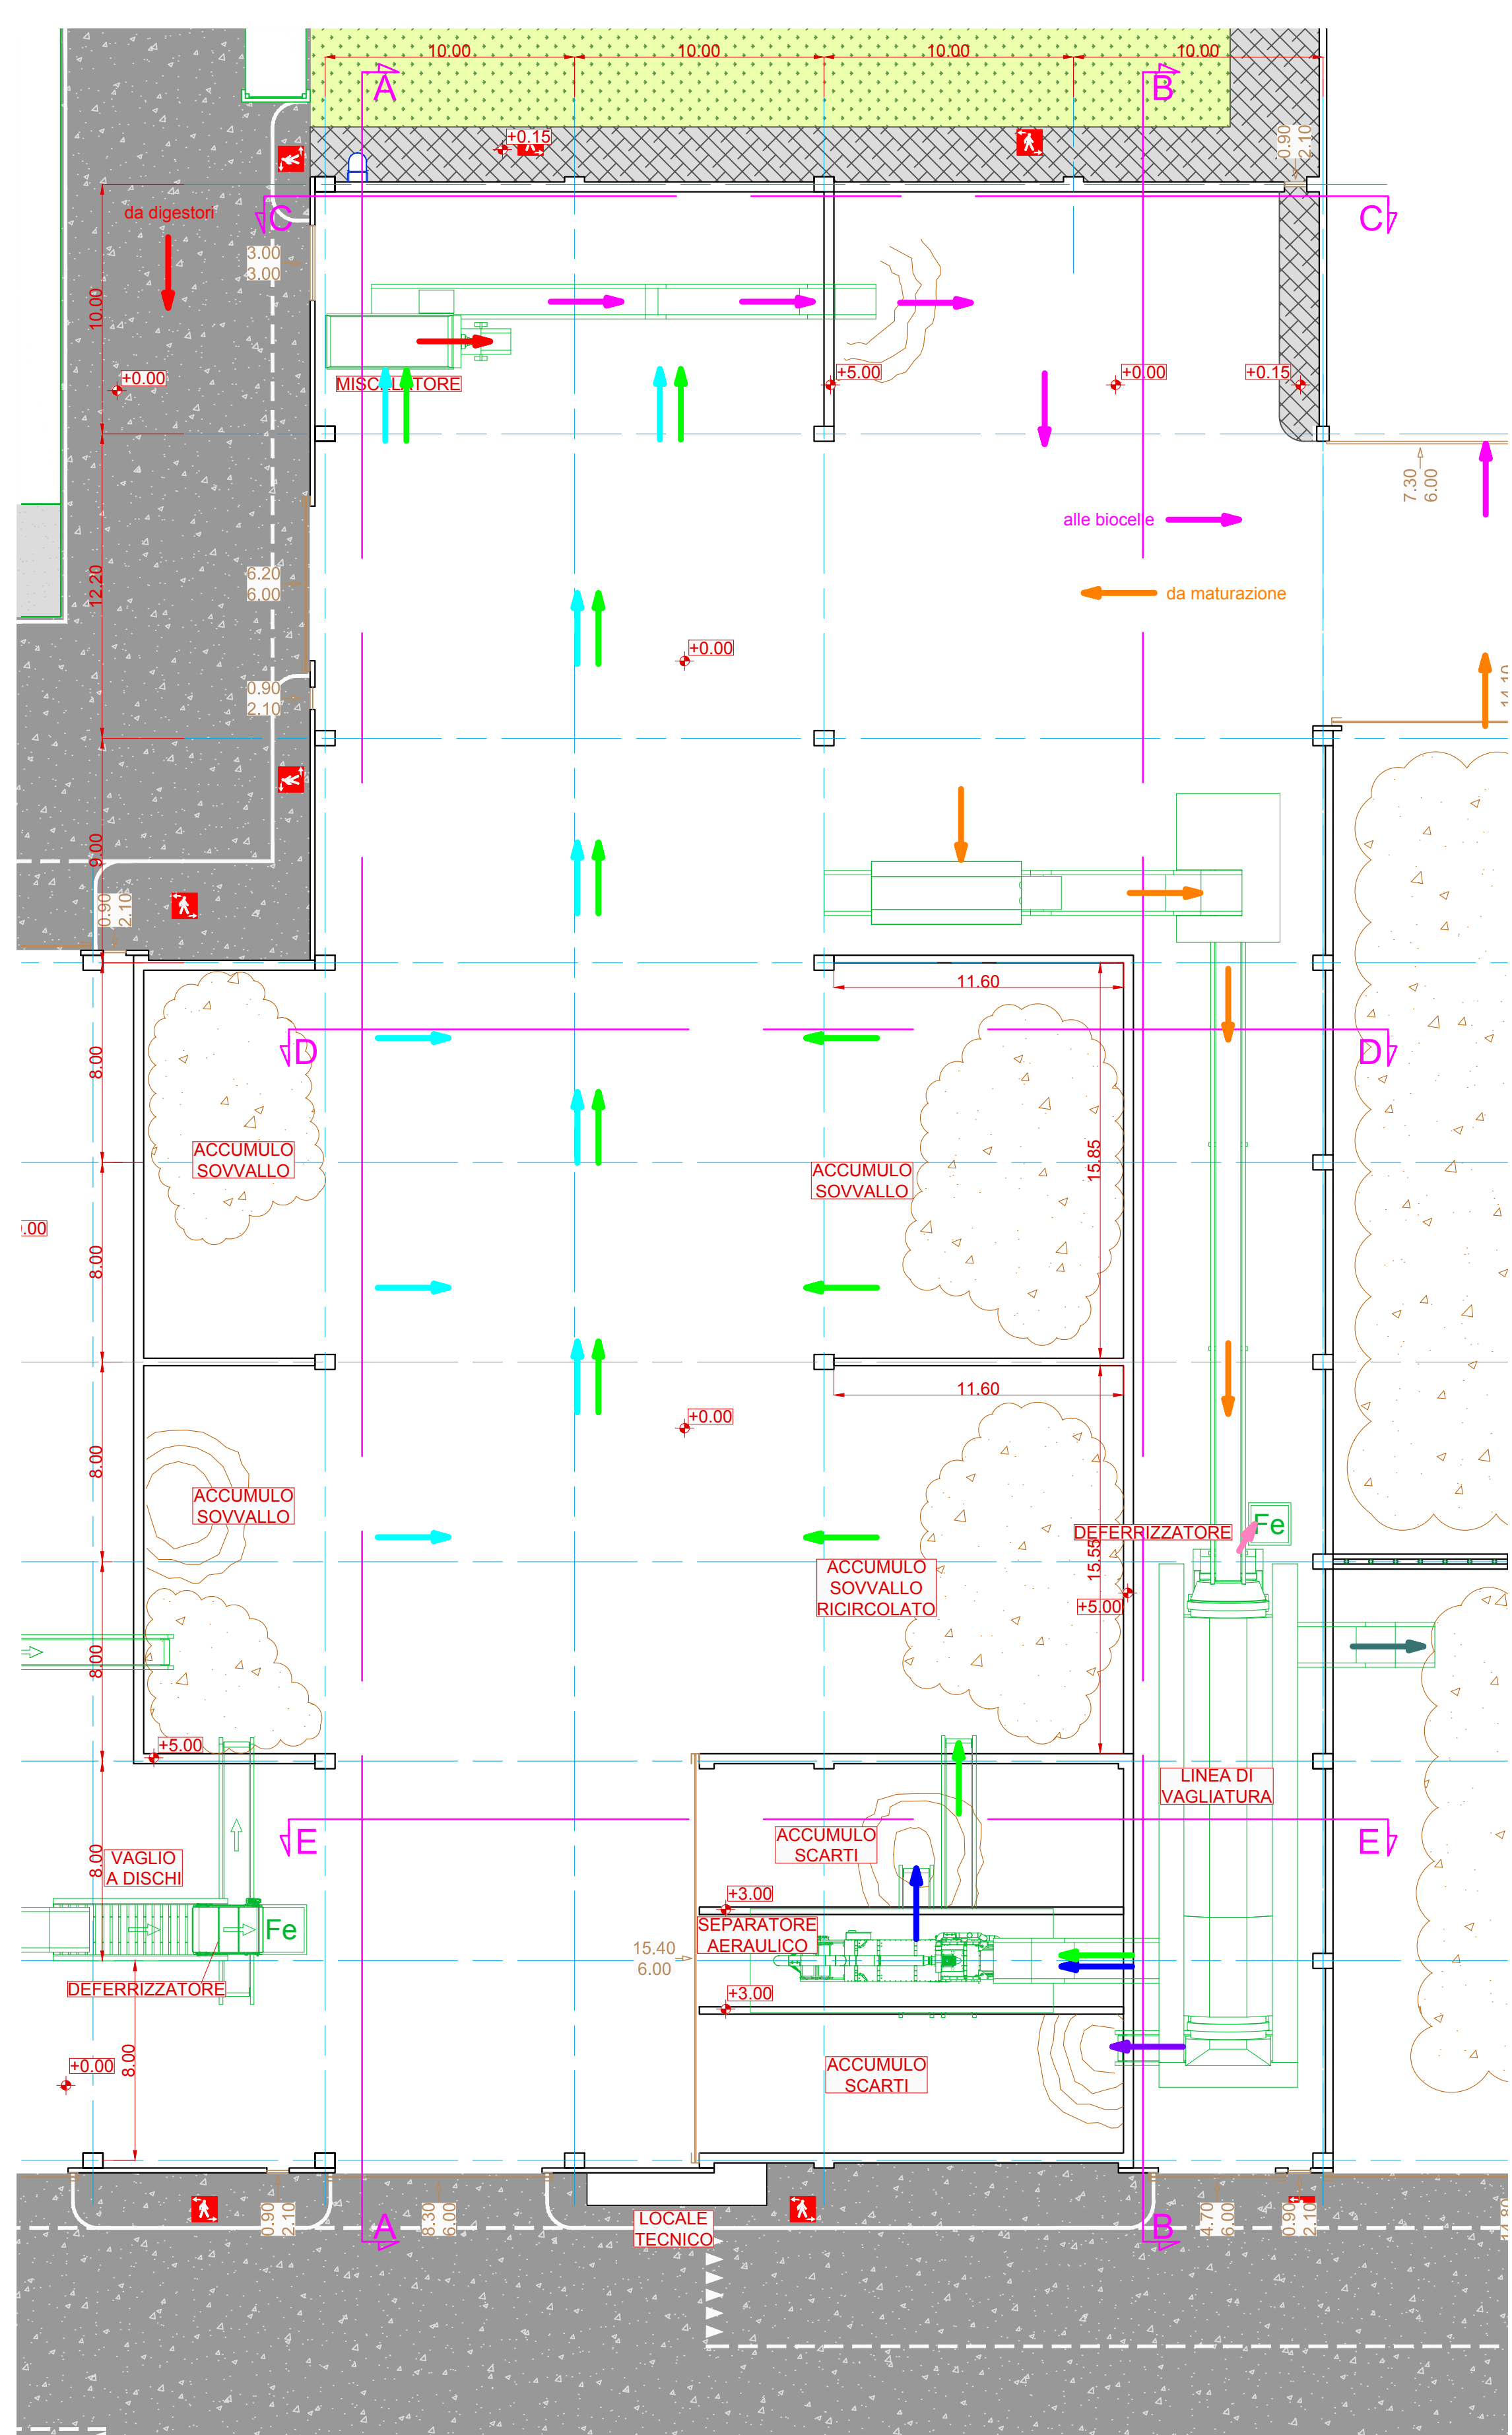 10.00
10.00
10.00
10.00
A
B
+0.15
0.90
2.10
da digestori
C
C
3.00
3.00
10.00
+0.00
MISCELATORE
+5.00
+0.00
+0.15
7.30
6.00
alle biocelle
12.20
6.20
6.00
da maturazione
+0.00
0.90
2.10
14.10
9.00
0.90
2.10
11.60
D
D
8.00
ACCUMULO
SOVVALLO
ACCUMULO
SOVVALLO
15.85
.00
8.00
11.60
+0.00
8.00
ACCUMULO
SOVVALLO
DEFERRIZZATORE
Fe
15.55
ACCUMULO
SOVVALLO
RICIRCOLATO
+5.00
8.00
+5.00
LINEA DI
VAGLIATURA
E
E
ACCUMULO
SCARTI
8.00
VAGLIO
A DISCHI
+3.00
Fe
SEPARATORE
AERAULICO
15.40
6.00
DEFERRIZZATORE
+3.00
+0.00
8.00
ACCUMULO
SCARTI
0.90
2.10
A
8.30
6.00
LOCALE
TECNICO
B
4.70
6.00
0.90
2.10
14.80